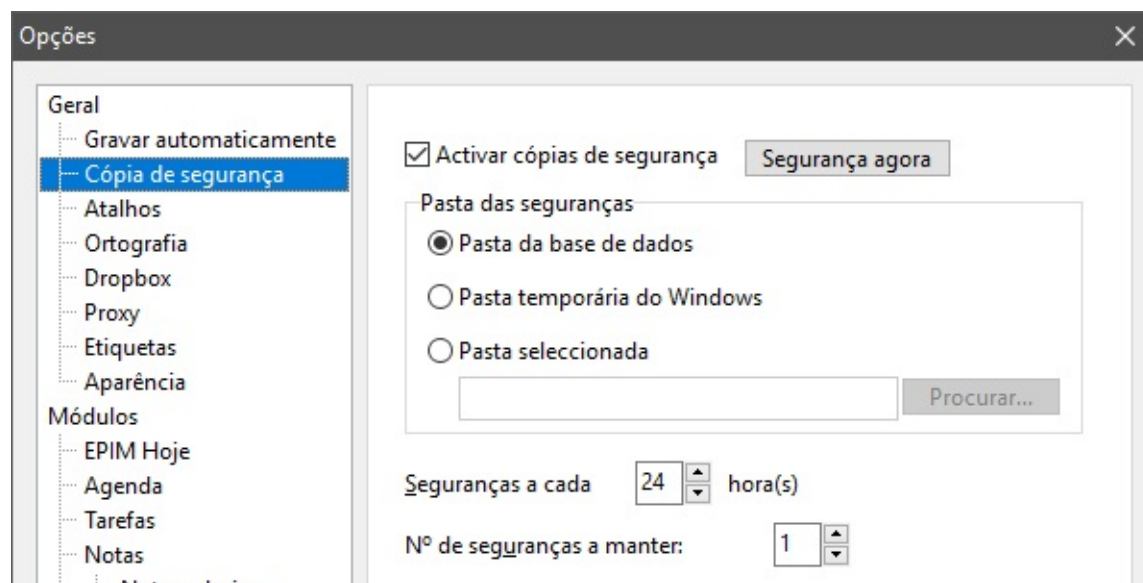 Opções
Geral
Gravar automaticamente
Cópia de segurança
Atalhos
Ortografia
Dropbox
Proxy
Etiquetas
Aparência
Módulos
EPIM Hoje
Agenda
Tarefas
Notas
Activar cópias de segurança
Segurança agora
Pasta das seguranças
Pasta da base de dados
Pasta temporária do Windows
Pasta seleccionada
Procurar...
Seguranças a cada 24 hora(s)
Nº de seguranças a manter: 1